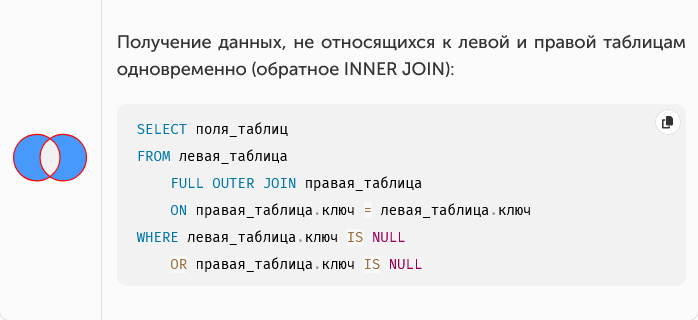 Получение данных, не относящихся к левой и правой таблицам
одновременно (обратное INNER JOIN):
SELECT поля_таблиц
FROM левая_таблица
    FULL OUTER JOIN правая_таблица
    ON правая_таблица.ключ = левая_таблица.ключ
WHERE левая_таблица.ключ IS NULL
    OR правая_таблица.ключ IS NULL